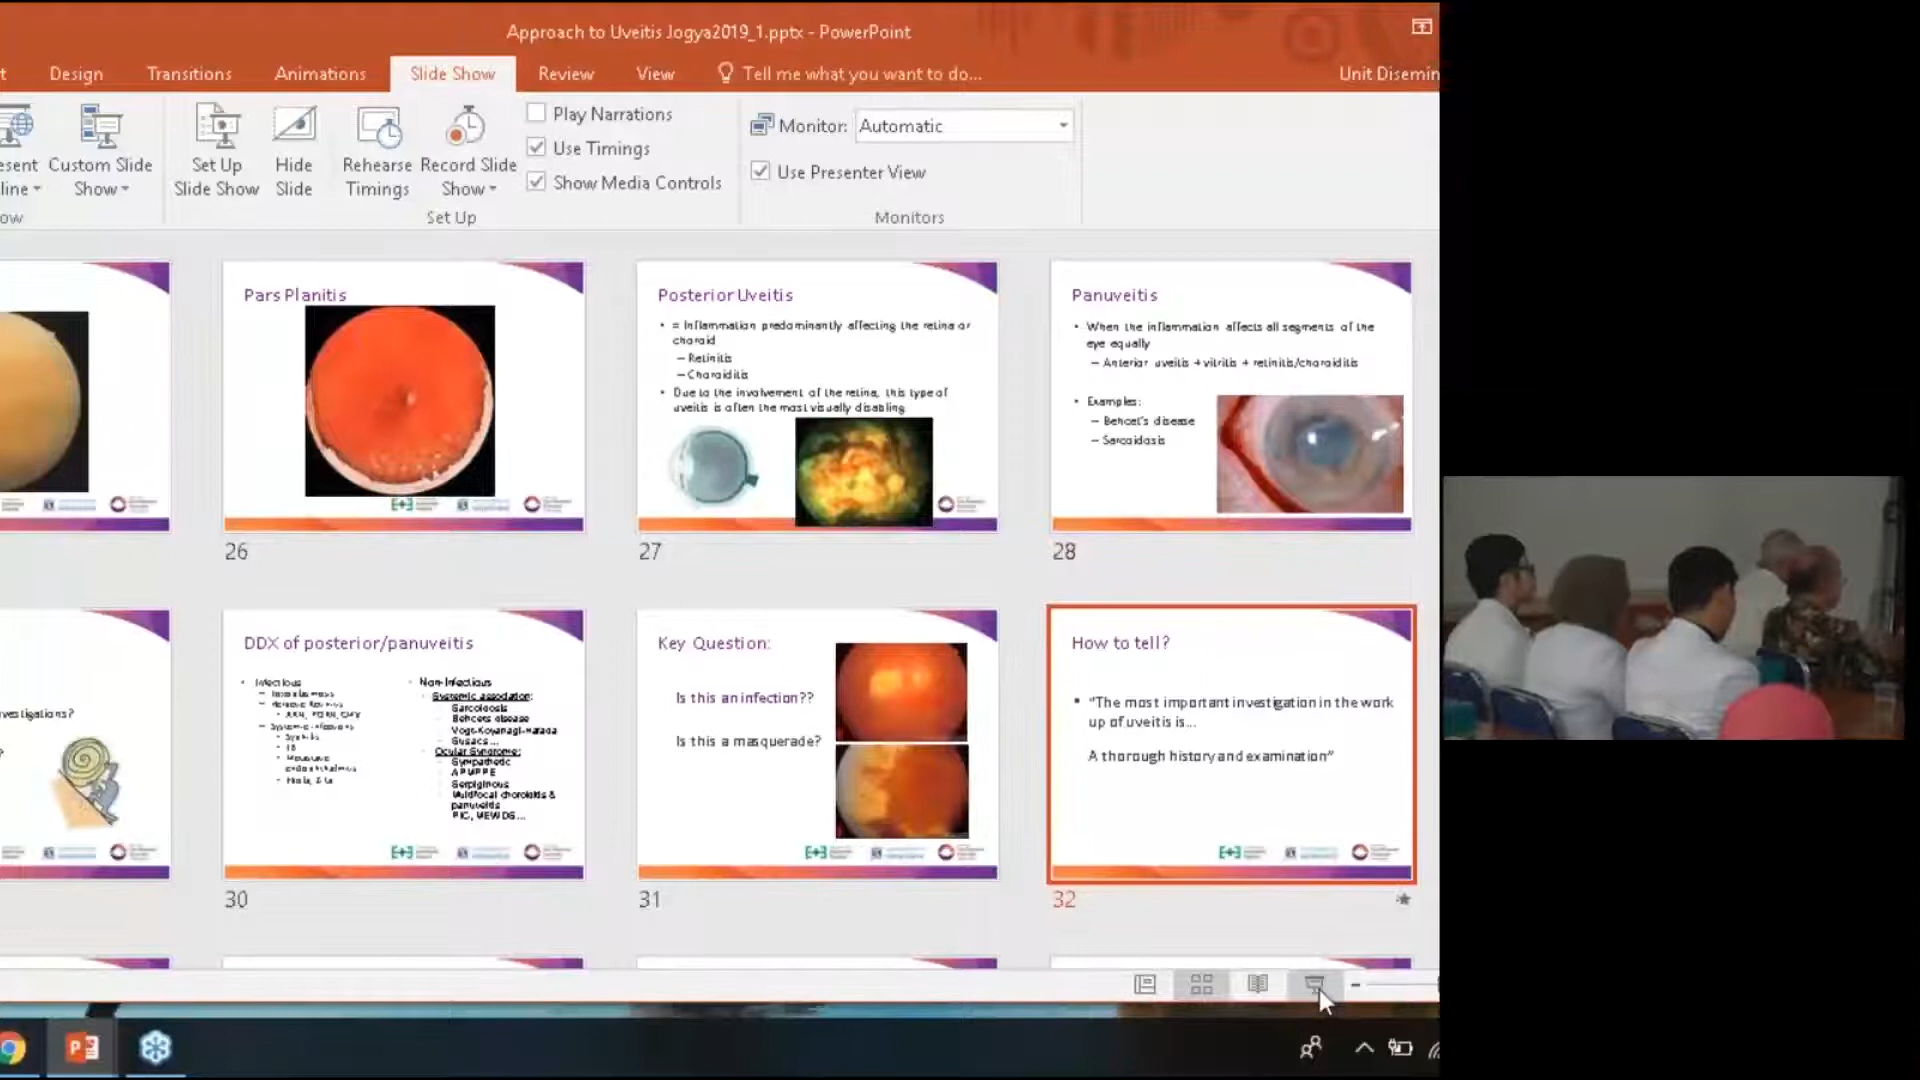 Approach to Uveitis Jogya2019_1.pptx - PowerPoint
Design
Transitions
Animations
Slide Show
Review
View
Tell me what you want to do...
Unit Disemin
Custom Slide
Show
Set Up
Slide Show
Hide
Slide
Rehearse
Timings
Record Slide
Show
Play Narrations
Use Timings
Show Media Controls
Set Up
Monitor:
Automatic
Use Presenter View
Monitors
Pars Planitis
26
Posterior Uveitis
= Inflammation predominantly affecting the retina or
choroid
– Retinitis
– Choroiditis
Due to the involvement of the retina, this type of
uveitis is often the most visually disabling
27
Panuveitis
When the inflammation affects all segments of the
eye equally
– Anterior uveitis + vitritis + retinitis/choroiditis
Examples:
– Behcet's disease
– Sarcoidosis
28
vestigations?
?
DDX of posterior/panuveitis
Infectious
Syphilis
TB
Non-Infectious
Systemic association:
Sarcoidosis
Behcets disease
Vogt-Koyanagi-Harada
Ocular Syndrome:
Sympathetic
APMPPE
Serpiginous
Multifocal choroiditis &
panuveitis
PIC, MEWDS...
30
Key Question:
Is this an infection??
Is this a masquerade?
31
How to tell?
"The most important investigation in the work
up of uveitis is...
A thorough history and examination"
32